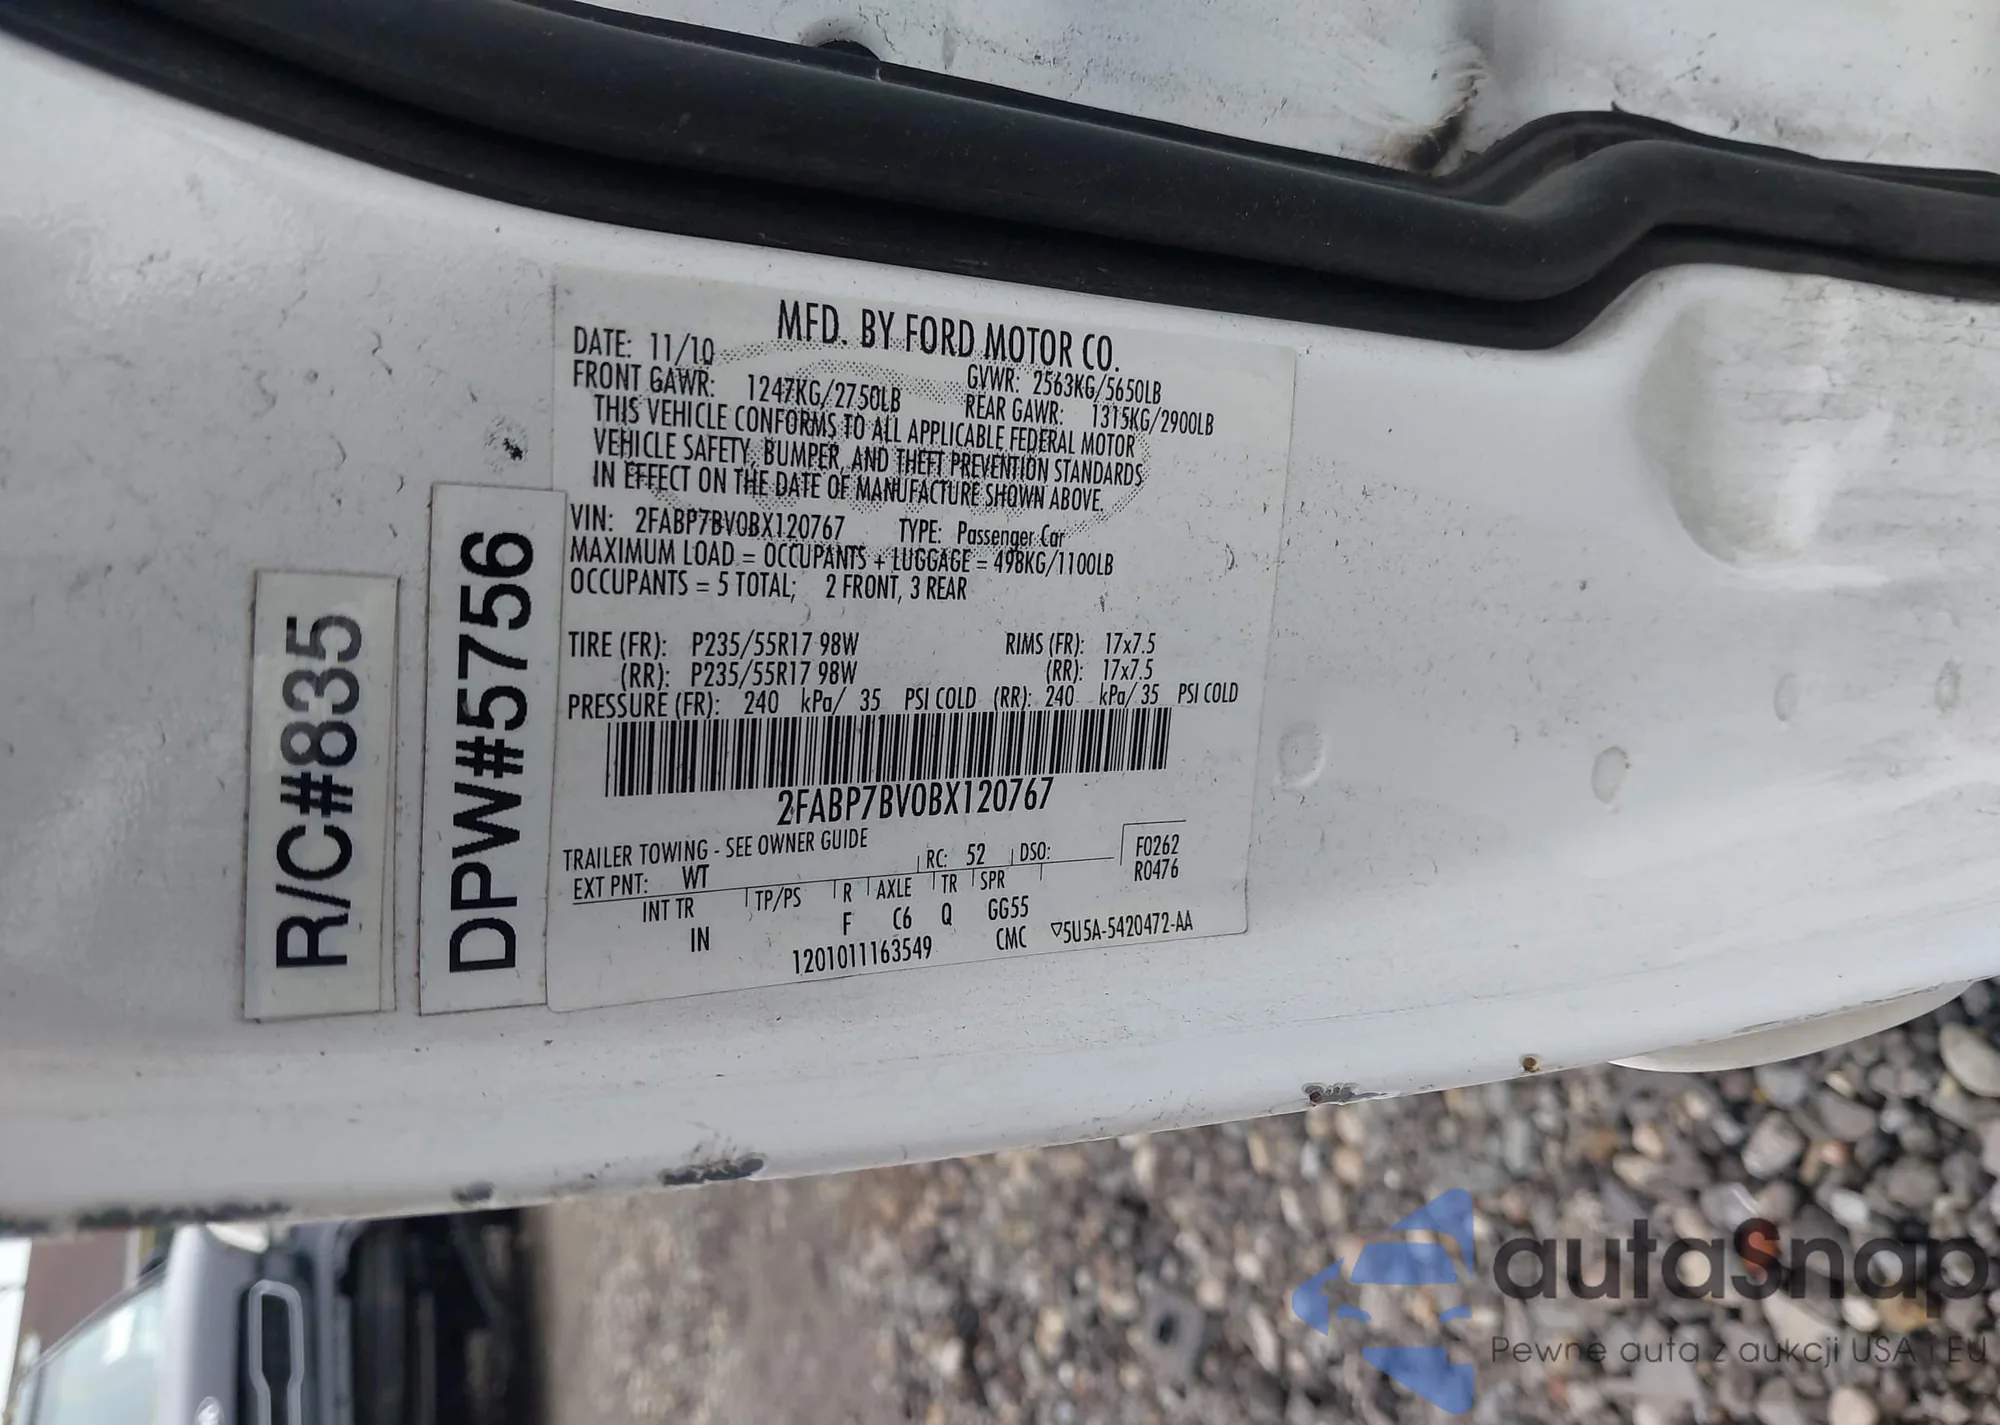 MFD. BY FORD MOTOR CO.
DATE: 11/10 GVWR: 2563KG/5650LB
FRONT GAWR: 1247KG/2750LB REAR GAWR: 1315KG/2900LB
THIS VEHICLE CONFORMS TO ALL APPLICABLE FEDERAL MOTOR
VEHICLE SAFETY, BUMPER, AND THEFT PREVENTION STANDARDS
IN EFFECT ON THE DATE OF MANUFACTURE SHOWN ABOVE.
VIN: 2FABP7BV0BX120767 TYPE: Passenger Car
MAXIMUM LOAD = OCCUPANTS + LUGGAGE = 498KG/1100LB
OCCUPANTS = 5 TOTAL; 2 FRONT, 3 REAR
TIRE (FR): P235/55R17 98W RIMS (FR): 17x7.5
(RR): P235/55R17 98W (RR): 17x7.5
PRESSURE (FR): 240 kPa/ 35 PSI COLD (RR): 240 kPa/ 35 PSI COLD
2FABP7BV0BX120767
TRAILER TOWING - SEE OWNER GUIDE
EXT PNT: WT RC: 52 DSO: F0262
R0476
INT TR TP/PS R AXLE TR SPR
IN F C6 Q GG55
1201011163549 CMC ▽5U5A-5420472-AA
DPW#5756
R/C#835
autaSnap
Pewne auta z aukcji USA i EU